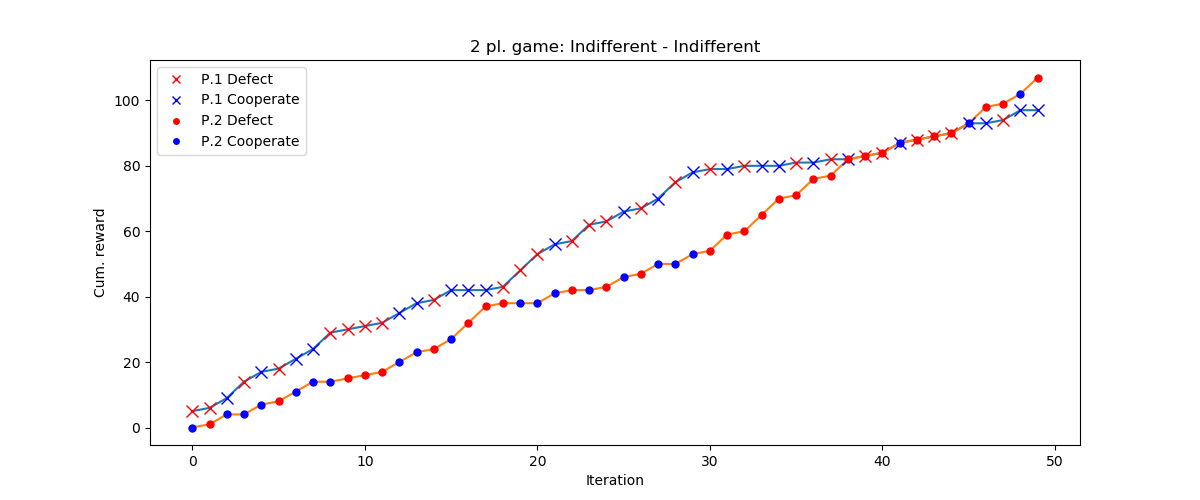 2 pl. game: Indifferent - Indifferent
P.1 Defect
P.1 Cooperate
P.2 Defect
P.2 Cooperate
100
80
60
40
20
0
Cum. reward
0 10 20 30 40 50
Iteration